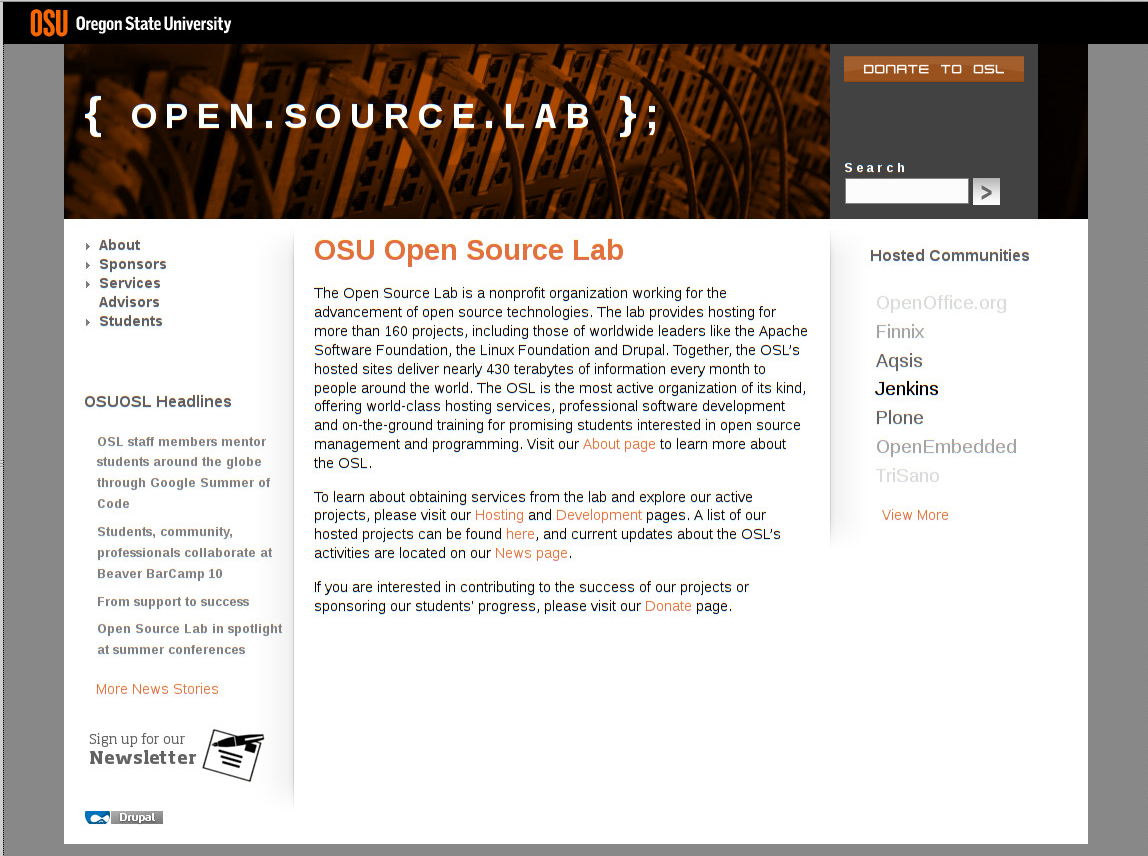 OSU Oregon State University
DONATE TO OSL
{ OPEN.SOURCE.LAB };
Search
>
About
Sponsors
Services
Advisors
Students
OSUOSL Headlines
OSL staff members mentor
students around the globe
through Google Summer of
Code
Students, community,
professionals collaborate at
Beaver BarCamp 10
From support to success
Open Source Lab in spotlight
at summer conferences
More News Stories
Sign up for our
Newsletter
Drupal
OSU Open Source Lab
The Open Source Lab is a nonprofit organization working for the
advancement of open source technologies. The lab provides hosting for
more than 160 projects, including those of worldwide leaders like the Apache
Software Foundation, the Linux Foundation and Drupal. Together, the OSL's
hosted sites deliver nearly 430 terabytes of information every month to
people around the world. The OSL is the most active organization of its kind,
offering world-class hosting services, professional software development
and on-the-ground training for promising students interested in open source
management and programming. Visit our About page to learn more about
the OSL.
To learn about obtaining services from the lab and explore our active
projects, please visit our Hosting and Development pages. A list of our
hosted projects can be found here, and current updates about the OSL's
activities are located on our News page.
If you are interested in contributing to the success of our projects or
sponsoring our students' progress, please visit our Donate page.
Hosted Communities
OpenOffice.org
Finnix
Aqsis
Jenkins
Plone
OpenEmbedded
TriSano
View More